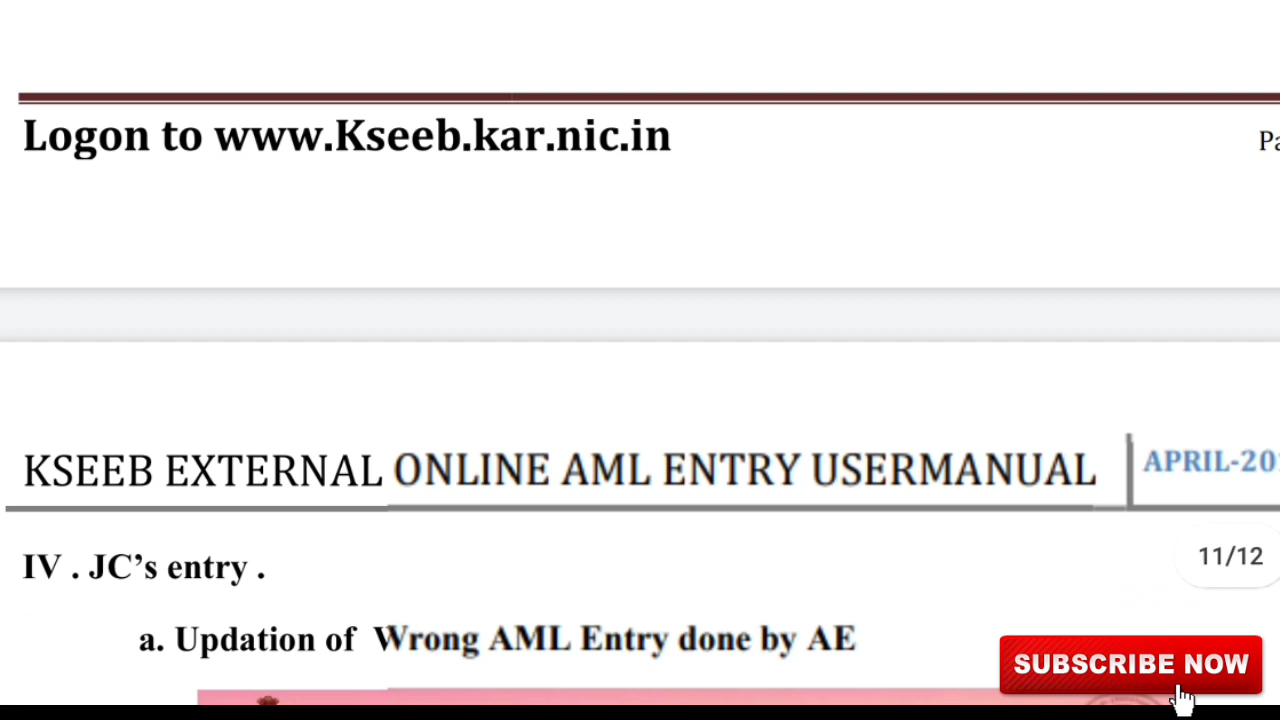 Logon to www.Kseeb.kar.nic.in
KSEEB EXTERNAL ONLINE AML ENTRY USERMANUAL
IV . JC's entry .
11/12
a. Updation of Wrong AML Entry done by AE
SUBSCRIBE NOW